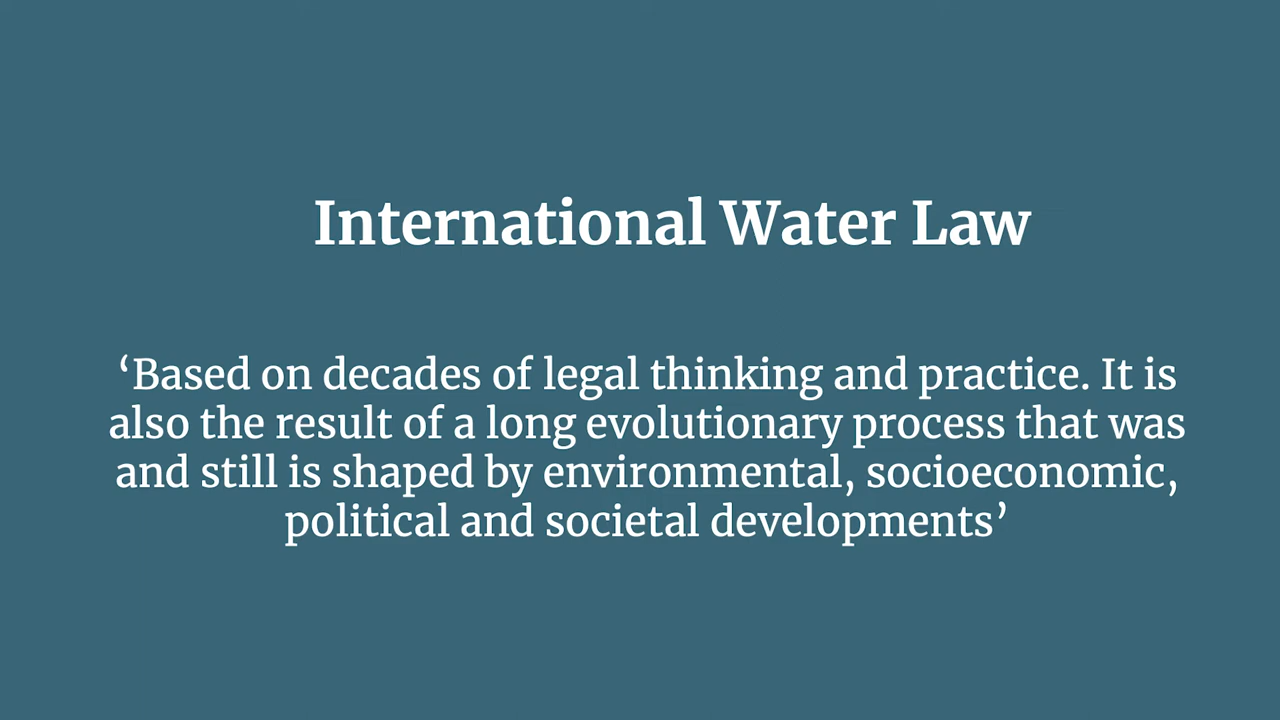 International Water Law
‘Based on decades of legal thinking and practice. It is
also the result of a long evolutionary process that was
and still is shaped by environmental, socioeconomic,
political and societal developments’